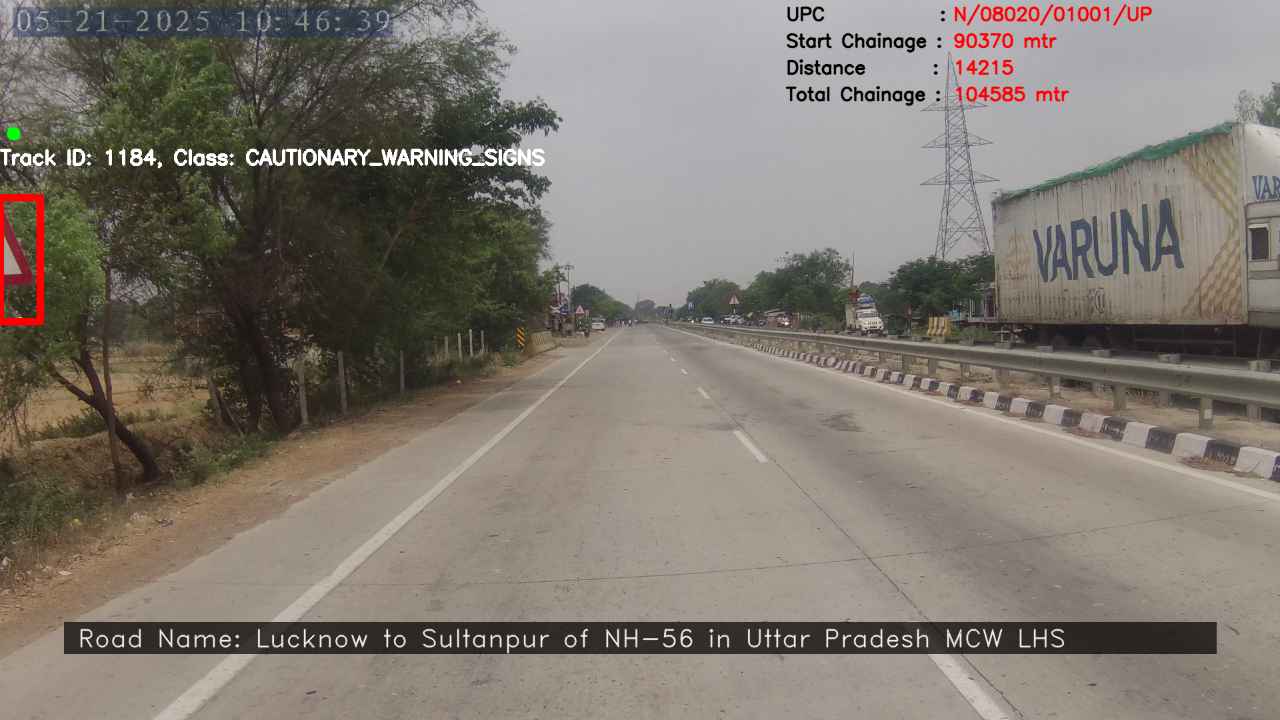 05-21-2025 10:46:39
UPC : N/08020/01001/UP
Start Chainage : 90370 mtr
Distance : 14215
Total Chainage : 104585 mtr
Track ID: 1184, Class: CAUTIONARY_WARNING_SIGNS
VARUNA
VAR
Road Name: Lucknow to Sultanpur of NH-56 in Uttar Pradesh MCW LHS